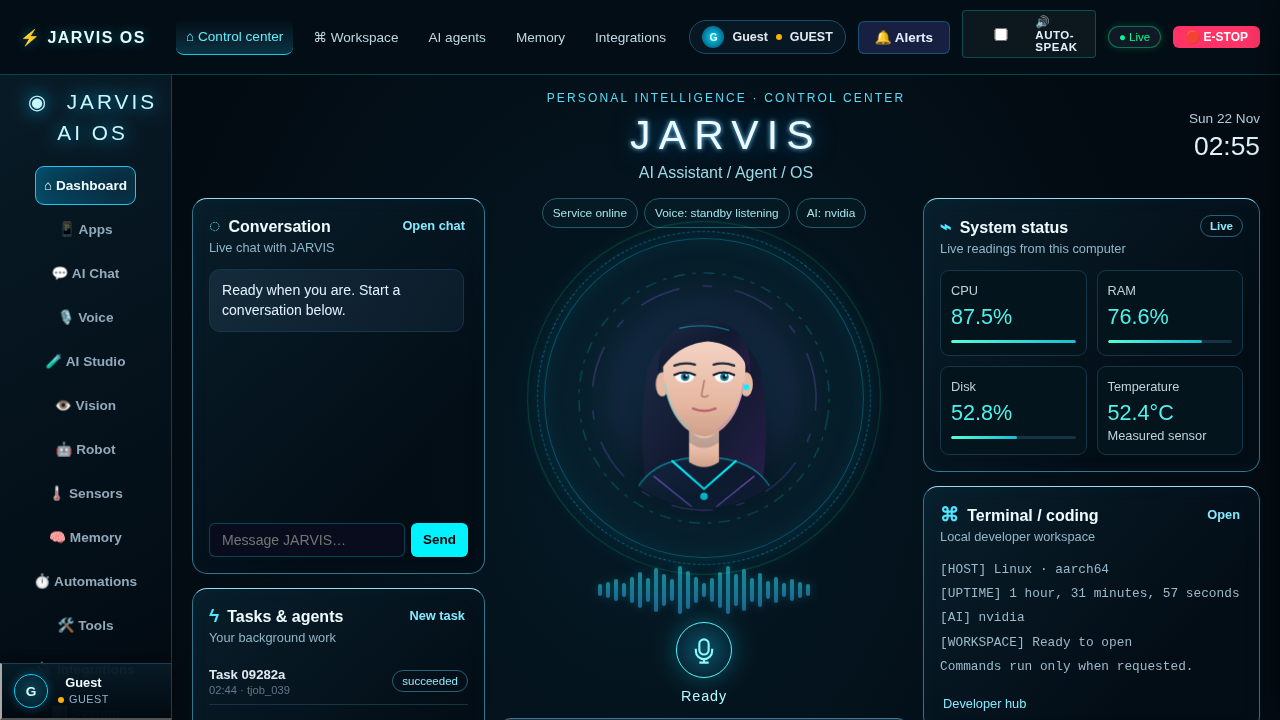 ⚡ JARVIS OS
⌂ Control center
⌘ Workspace
AI agents
Memory
Integrations
G Guest GUEST
🔔 Alerts
🔊 AUTO-SPEAK
● Live
🛑 E-STOP
◉ JARVIS
AI OS
⌂ Dashboard
📱 Apps
💬 AI Chat
🎙️ Voice
🧪 AI Studio
👁️ Vision
🤖 Robot
🌡️ Sensors
🧠 Memory
⏱️ Automations
🛠️ Tools
Integrations
G Guest
GUEST
PERSONAL INTELLIGENCE · CONTROL CENTER
JARVIS
AI Assistant / Agent / OS
Sun 22 Nov
02:55
Conversation
Open chat
Live chat with JARVIS
Ready when you are. Start a
conversation below.
Message JARVIS…
Send
ϟ Tasks & agents
New task
Your background work
Task 09282a
02:44 · tjob_039
succeeded
Service online
Voice: standby listening
AI: nvidia
Ready
⌁ System status
Live
Live readings from this computer
CPU
87.5%
RAM
76.6%
Disk
52.8%
Temperature
52.4°C
Measured sensor
⌘ Terminal / coding
Open
Local developer workspace
[HOST] Linux · aarch64
[UPTIME] 1 hour, 31 minutes, 57 seconds
[AI] nvidia
[WORKSPACE] Ready to open
Commands run only when requested.
Developer hub